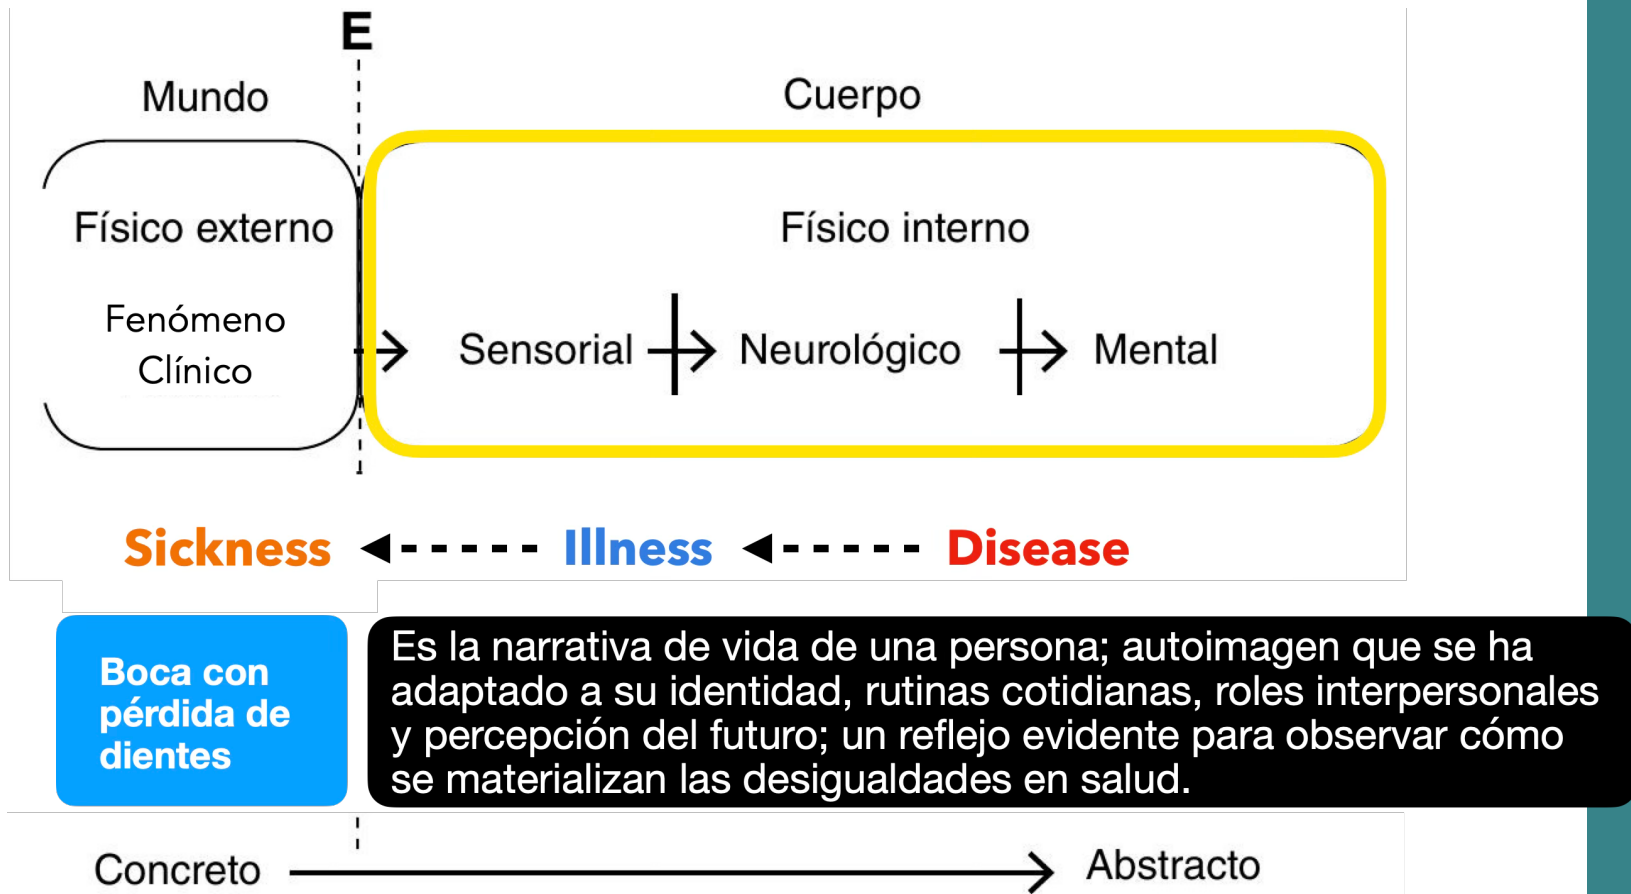 E
Mundo
Cuerpo
Físico externo
Físico interno
Fenómeno
Clínico
Sensorial
Neurológico
Mental
Sickness
Illness
Disease
Boca con
pérdida de
dientes
Es la narrativa de vida de una persona; autoimagen que se ha
adaptado a su identidad, rutinas cotidianas, roles interpersonales
y percepción del futuro; un reflejo evidente para observar cómo
se materializan las desigualdades en salud.
Concreto
Abstracto